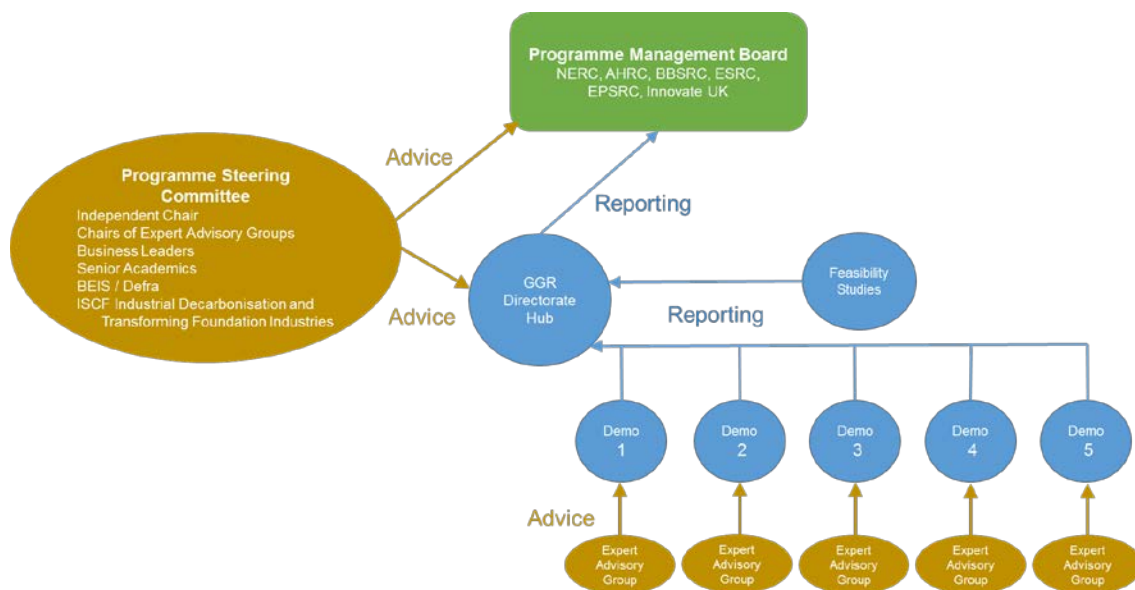 Programme Management Board
NERC, AHRC, BBSRC, ESRC,
EPSRC, Innovate UK
Advice
Programme Steering
Committee
Independent Chair
Chairs of Expert Advisory Groups
Business Leaders
Senior Academics
BEIS / Defra
ISCF Industrial Decarbonisation and
Transforming Foundation Industries
Reporting
GGR
Directorate
Hub
Feasibility
Studies
Advice
Reporting
Demo
1
Demo
2
Demo
3
Demo
4
Demo
5
Advice
Expert
Advisory
Group
Expert
Advisory
Group
Expert
Advisory
Group
Expert
Advisory
Group
Expert
Advisory
Group